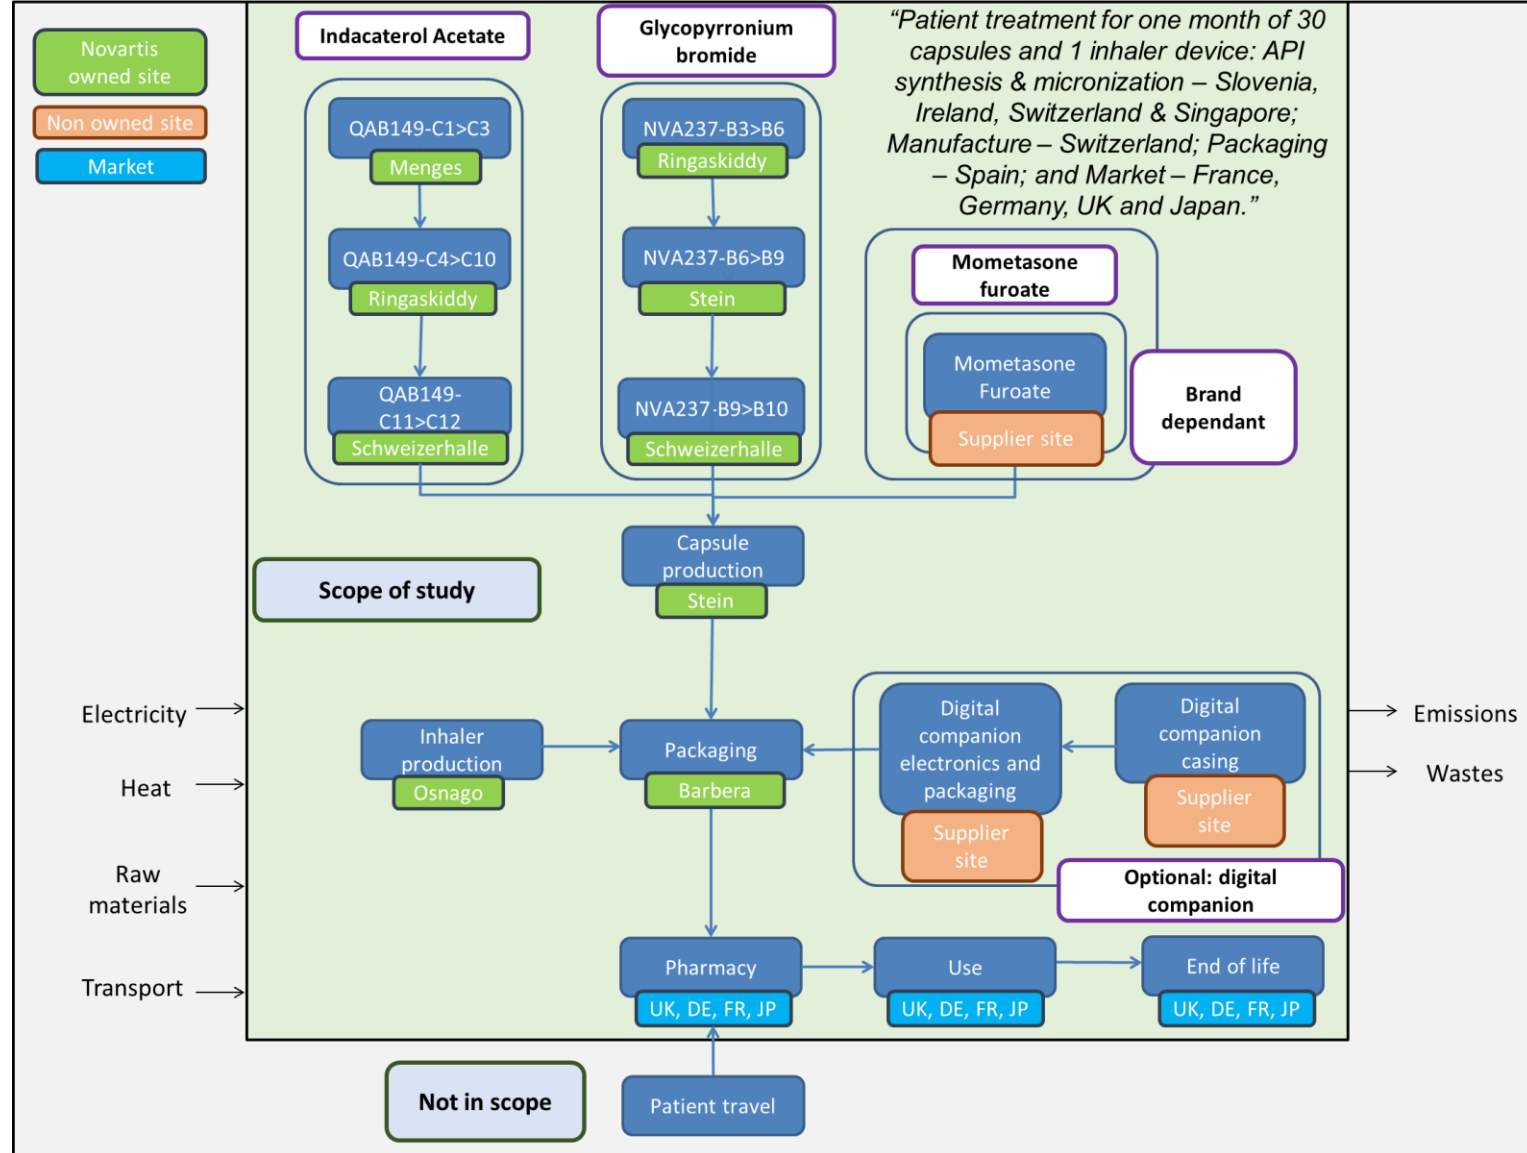 Novartis
owned site
Non owned site
Market
Indacaterol Acetate
Glycopyrronium
bromide
“Patient treatment for one month of 30
capsules and 1 inhaler device: API
synthesis & micronization – Slovenia,
Ireland, Switzerland & Singapore;
Manufacture – Switzerland; Packaging
– Spain; and Market – France,
Germany, UK and Japan.”
QAB149-C1>C3
Menges
QAB149-C4>C10
Ringaskiddy
QAB149-
C11>C12
Schweizerhalle
NVA237-B3>B6
Ringaskiddy
NVA237-B6>B9
Stein
NVA237-B9>B10
Schweizerhalle
Mometasone
furoate
Mometasone
Furoate
Supplier site
Brand
dependant
Capsule
production
Stein
Scope of study
Electricity
Heat
Raw
materials
Transport
Inhaler
production
Osnago
Packaging
Barbera
Digital
companion
electronics and
packaging
Supplier
site
Digital
companion
casing
Supplier
site
Optional: digital
companion
Emissions
Wastes
Pharmacy
UK, DE, FR, JP
Use
UK, DE, FR, JP
End of life
UK, DE, FR, JP
Not in scope
Patient travel